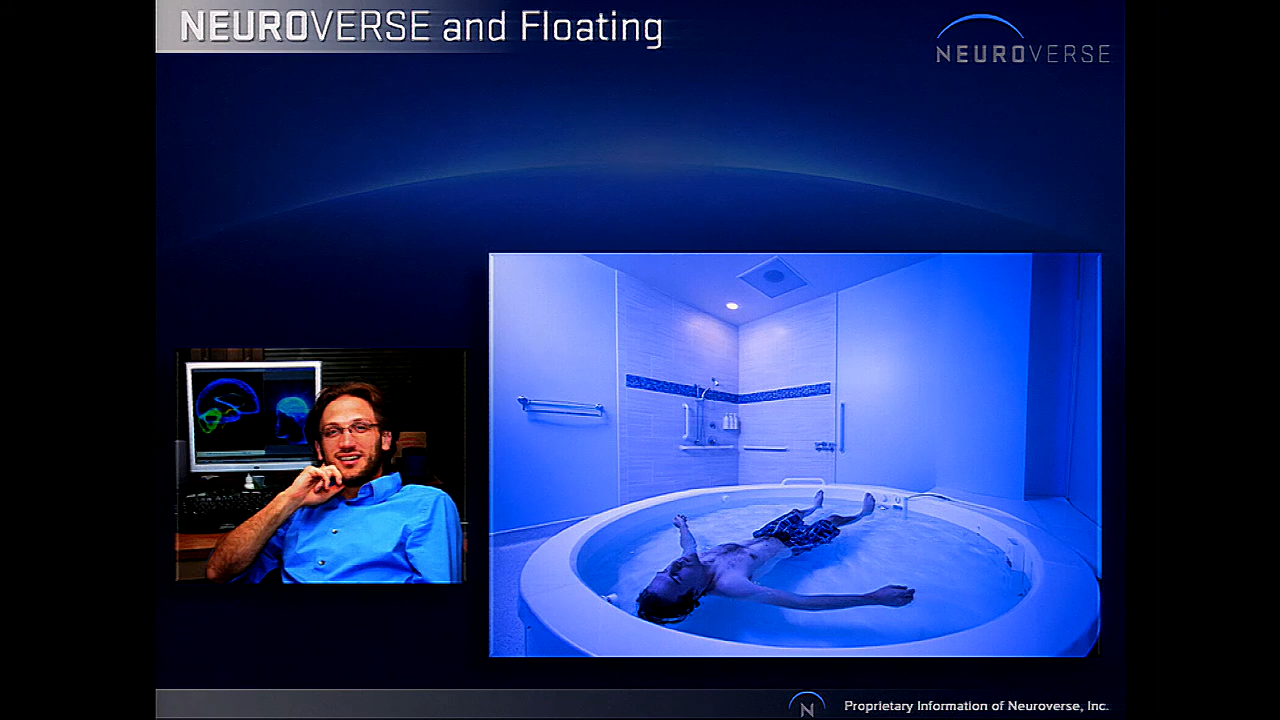 NEUROVERSE and Floating
NEUROVERSE
N
Proprietary Information of Neuroverse, Inc.